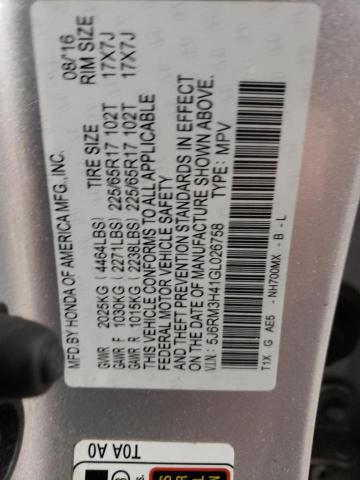 MFD.BY HONDA OF AMERICA MFG.,INC. 08/16
TIRE SIZE RIM SIZE
GVWR 2025KG ( 4464LBS)
GAWR F 1030KG ( 2271LBS) 225/65R17 102T 17X7J
GAWR R 1015KG ( 2238LBS) 225/65R17 102T 17X7J
THIS VEHICLE CONFORMS TO ALL APPLICABLE
FEDERAL MOTOR VEHICLE SAFETY, BUMPER,
AND THEFT PREVENTION STANDARDS IN EFFECT
ON THE DATE OF MANUFACTURE SHOWN ABOVE.
V.I.N: 5J6RM3H41GL026758 TYPE: MPV
T1X G AE5 - NH700MX - B - L
T0A A0